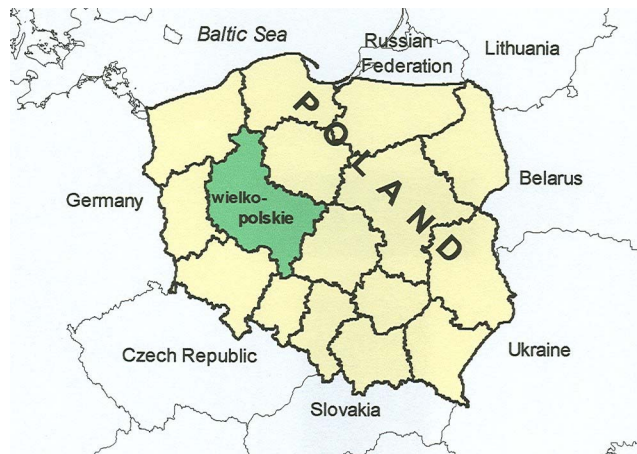 Baltic Sea
Russian
Federation
Lithuania
POLAND
Germany
Belarus
wielko-
polskie
Czech Republic
Ukraine
Slovakia